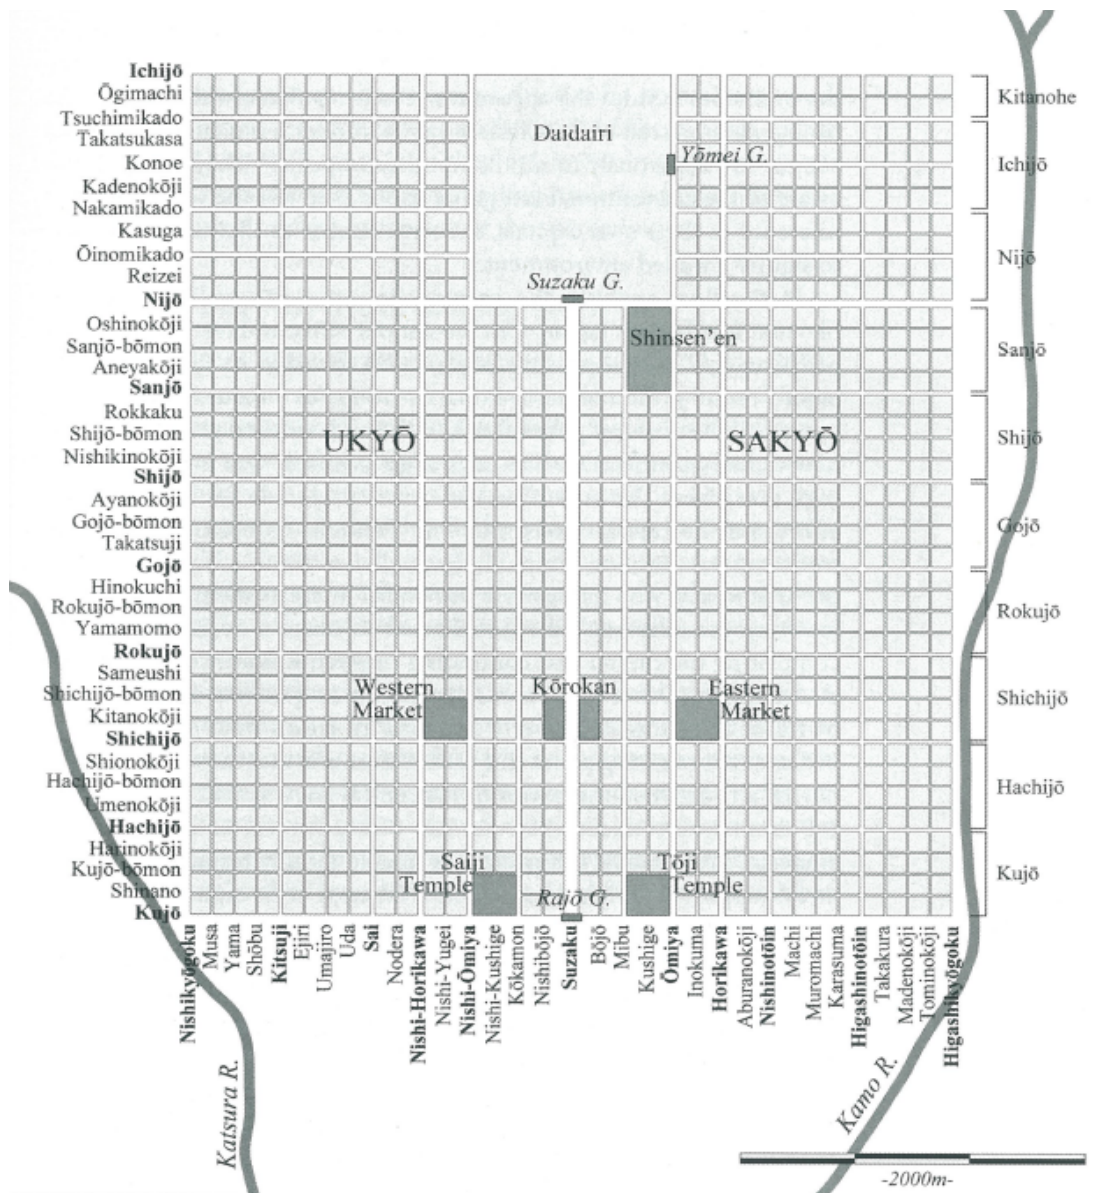 Ichijō
Ōgimachi
Tsuchimikado
Takatsukasa
Konoe
Kadenokōji
Nakamikado
Kasuga
Ōinomikado
Reizei
Nijō
Oshinokōji
Sanjō-bōmon
Aneyakōji
Sanjō
Rokkaku
Shijō-bōmon
Nishikinokōji
Shijō
Ayanokōji
Gojō-bōmon
Takatsuji
Gojō
Hinokuchi
Rokujō-bōmon
Yamamomo
Rokujō
Sameushi
Shichijō-bōmon
Kitanokōji
Shichijō
Shionokōji
Hachijō-bōmon
Umenokōji
Hachijō
Harinokōji
Kujō-bōmon
Shinano
Kujō
Daidairi
Yōmei G.
Suzaku G.
Shinsen'en
UKYŌ
SAKYŌ
Western
Market
Kōrokan
Eastern
Market
Saiji
Temple
Rajō G.
Tōji
Temple
Kitanohe
Ichijō
Nijō
Sanjō
Shijō
Gojō
Rokujō
Shichijō
Hachijō
Kujō
Nishikyōgoku
Musa
Yama
Shōbu
Kitsuji
Ejiri
Umajiro
Uda
Sai
Nodera
Nishi-Horikawa
Nishi-Yugei
Nishi-Ōmiya
Nishi-Kushige
Kōkamon
Nishibōjō
Suzaku
Bōjō
Mibu
Kushige
Ōmiya
Inokuma
Horikawa
Aburanokōji
Nishinotōin
Machi
Muromachi
Karasuma
Higashinotōin
Takakura
Madenokōji
Tominokōji
Higashikyōgoku
Katsura R.
Kamo R.
-2000m-